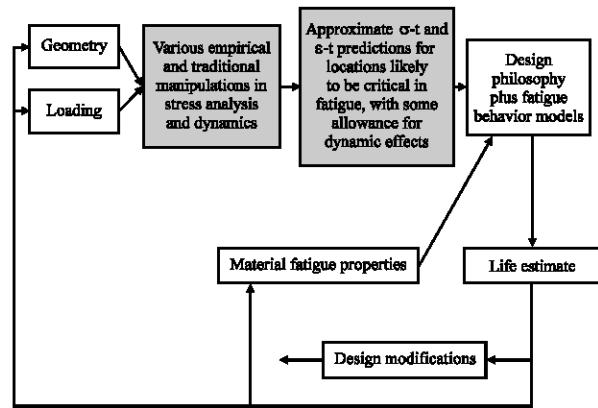 Geometry
Loading
Various empirical
and traditional
manipulations in
stress analysis
and dynamics
Approximate σ-t and
ε-t predictions for
locations likely
to be critical in
fatigue, with some
allowance for
dynamic effects
Design
philosophy
plus fatigue
behavior models
Material fatigue properties
Life estimate
Design modifications